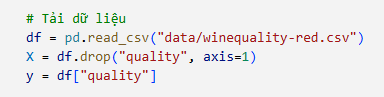 # Tải dữ liệu
df = pd.read_csv("data/winequality-red.csv")
X = df.drop("quality", axis=1)
y = df["quality"]